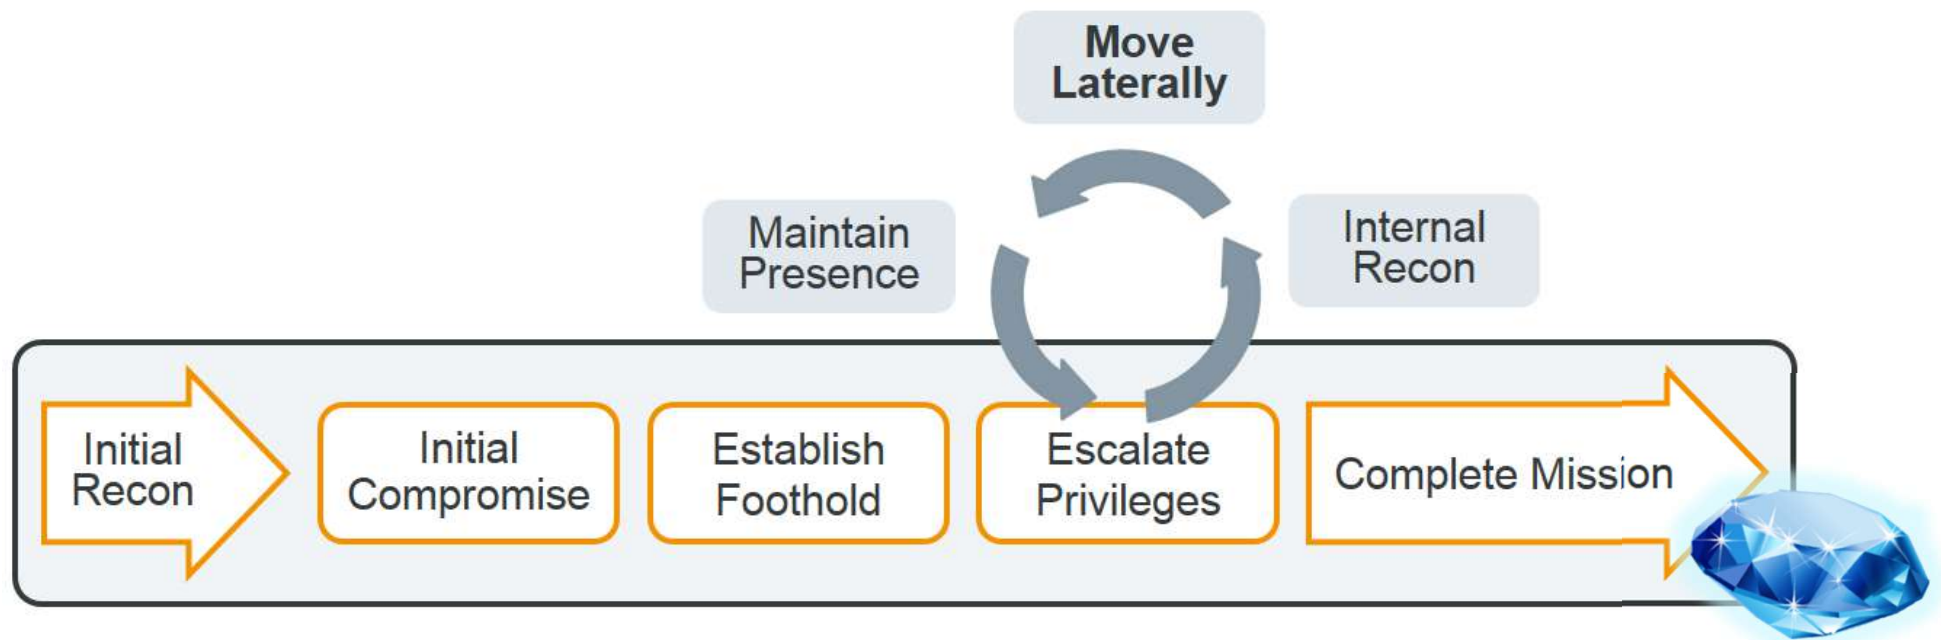 Move
Laterally
Maintain
Presence
Internal
Recon
Initial
Recon
Initial
Compromise
Establish
Foothold
Escalate
Privileges
Complete Mission